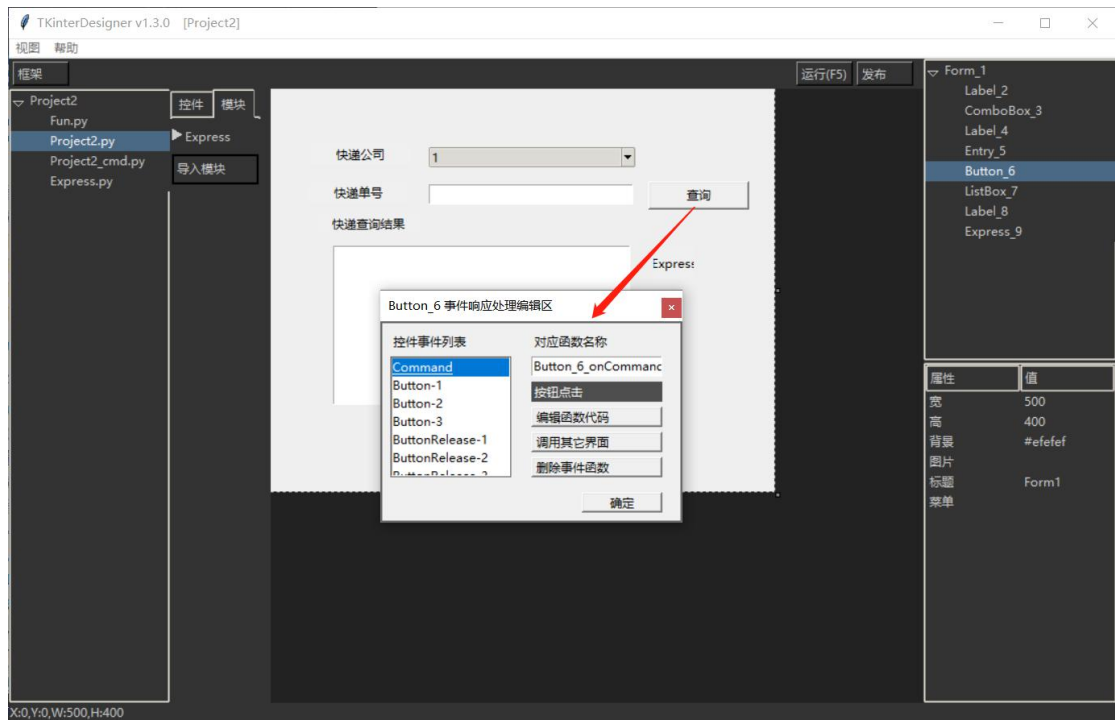 TKinterDesigner v1.3.0 [Project2]
视图 帮助
框架
运行(F5) 发布
Project2
Fun.py
Project2.py
Project2_cmd.py
Express.py
控件 模块
Express
导入模块
快递公司 1
快递单号 查询
快递查询结果
Express
Button_6 事件响应处理编辑区
控件事件列表
Command
Button-1
Button-2
Button-3
ButtonRelease-1
ButtonRelease-2
ButtonRelease-3
对应函数名称
Button_6_onCommanc
按钮点击
编辑函数代码
调用其它界面
删除事件函数
确定
Form_1
Label_2
ComboBox_3
Label_4
Entry_5
Button_6
ListBox_7
Label_8
Express_9
属性 值
宽 500
高 400
背景 #efefef
图片
标题 Form1
菜单
X:0,Y:0,W:500,H:400